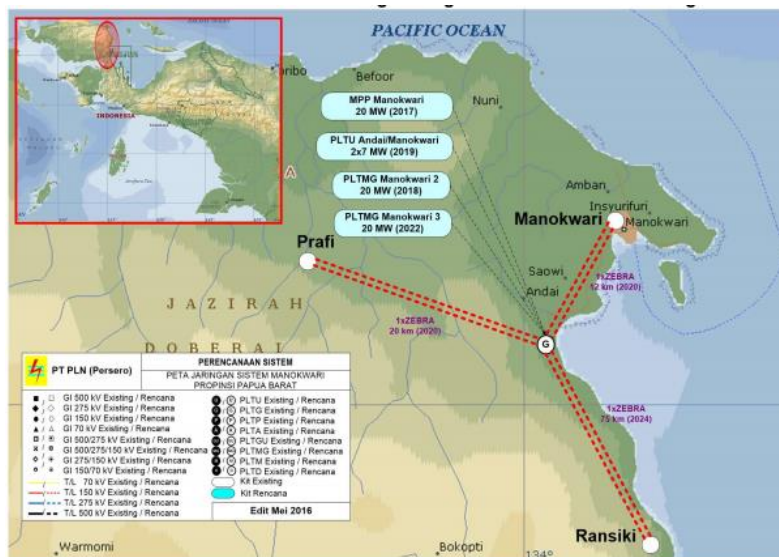 PACIFIC OCEAN
INDONESIA
Befoor
Nuni
MPP Manokwari
20 MW (2017)
PLTU Andai/Manokwari
2x7 MW (2019)
PLTMG Manokwari 2
20 MW (2018)
PLTMG Manokwari 3
20 MW (2022)
A
Amban
Insyurifuri
Manokwari
Manokwari
Prafi
Saowi
Andai
1xZEBRA
12 km (2020)
JAZIRAH
DOBERAI
1xZEBRA
20 km (2020)
G
1xZEBRA
75 km (2024)
PT PLN (Persero)
PERENCANAAN SISTEM
PETA JARINGAN SISTEM MANOKWARI
PROPINSI PAPUA BARAT
GI 500 kV Existing / Rencana
GI 275 kV Existing / Rencana
GI 150 kV Existing / Rencana
GI 70 kV Existing / Rencana
GI 500/275 kV Existing / Rencana
GI 500/275/150 kV Existing / Rencana
GI 275/150 kV Existing / Rencana
GI 150/70 kV Existing / Rencana
T/L 70 kV Existing / Rencana
T/L 150 kV Existing / Rencana
T/L 275 kV Existing / Rencana
T/L 500 kV Existing / Rencana
PLTU Existing / Rencana
PLTG Existing / Rencana
PLTP Existing / Rencana
PLTA Existing / Rencana
PLTGU Existing / Rencana
PLTMG Existing / Rencana
PLTM Existing / Rencana
PLTD Existing / Rencana
Kit Existing
Kit Rencana
Edit Mei 2016
Warmomi
Bokopti
134°
Ransiki